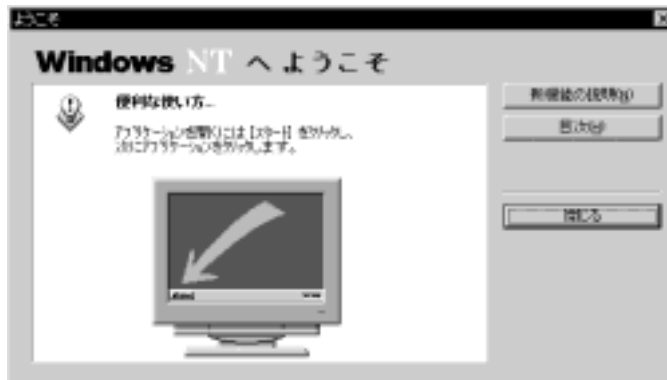 ようこそ
Windows NT へ ようこそ
便利な使い方...
アプリケーションを開くには [スタート] をクリックし、
次にアプリケーションをクリックします。
新機能の説明(N)
目次(H)
閉じる